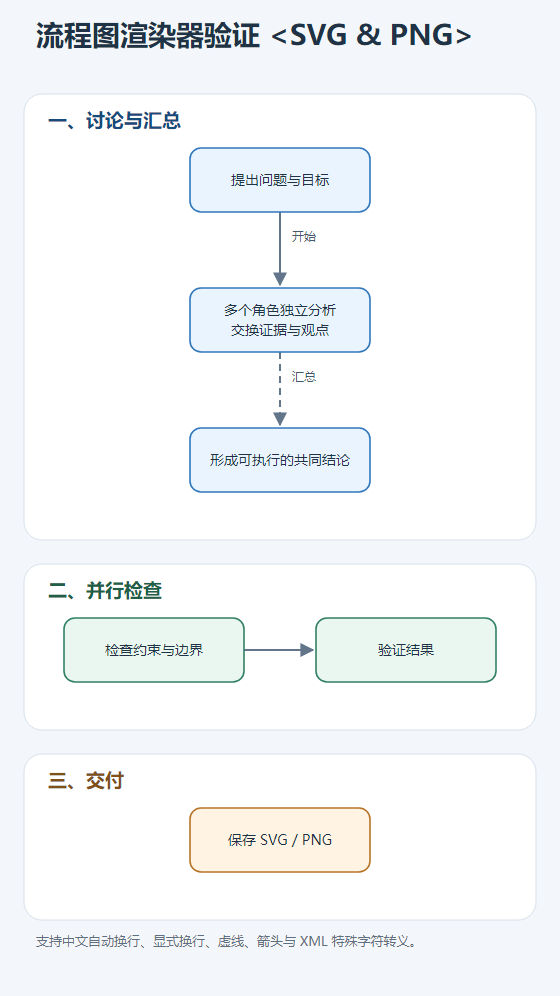 流程图渲染器验证 <SVG & PNG>
一、讨论与汇总
提出问题与目标
开始
多个角色独立分析
交换证据与观点
汇总
形成可执行的共同结论
二、并行检查
检查约束与边界
验证结果
三、交付
保存 SVG / PNG
支持中文自动换行、显式换行、虚线、箭头与 XML 特殊字符转义。